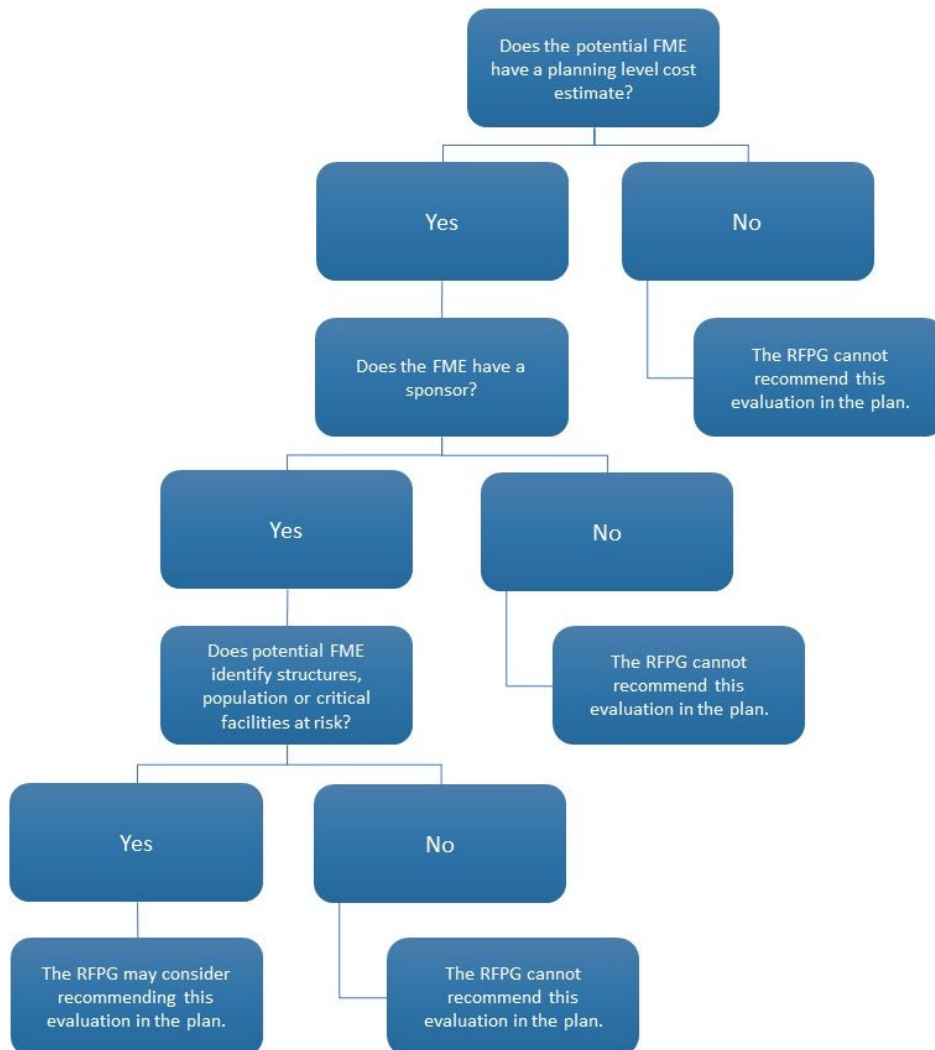 Does the potential FME
have a planning level cost
estimate?
Yes
No
Does the FME have a
sponsor?
The RFPG cannot
recommend this
evaluation in the plan.
Yes
No
Does potential FME
identify structures,
population or critical
facilities at risk?
The RFPG cannot
recommend this
evaluation in the plan.
Yes
No
The RFPG may consider
recommending this
evaluation in the plan.
The RFPG cannot
recommend this
evaluation in the plan.